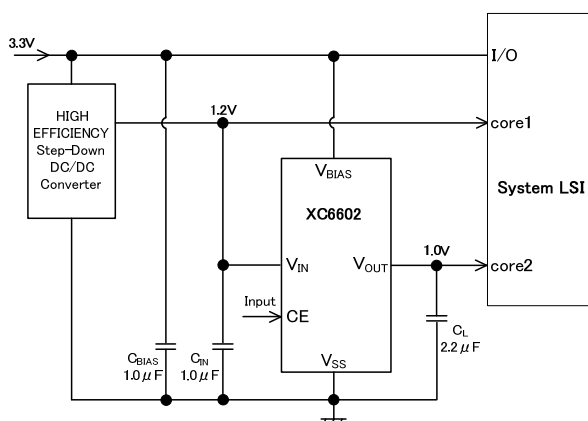 3.3V
I/O
HIGH
EFFICIENCY
Step-Down
DC/DC
Converter
1.2V
core1
VBIAS
XC6602
System LSI
VIN
VOUT
1.0V
core2
Input
CE
CBIAS
1.0μF
CIN
1.0μF
VSS
CL
2.2μF